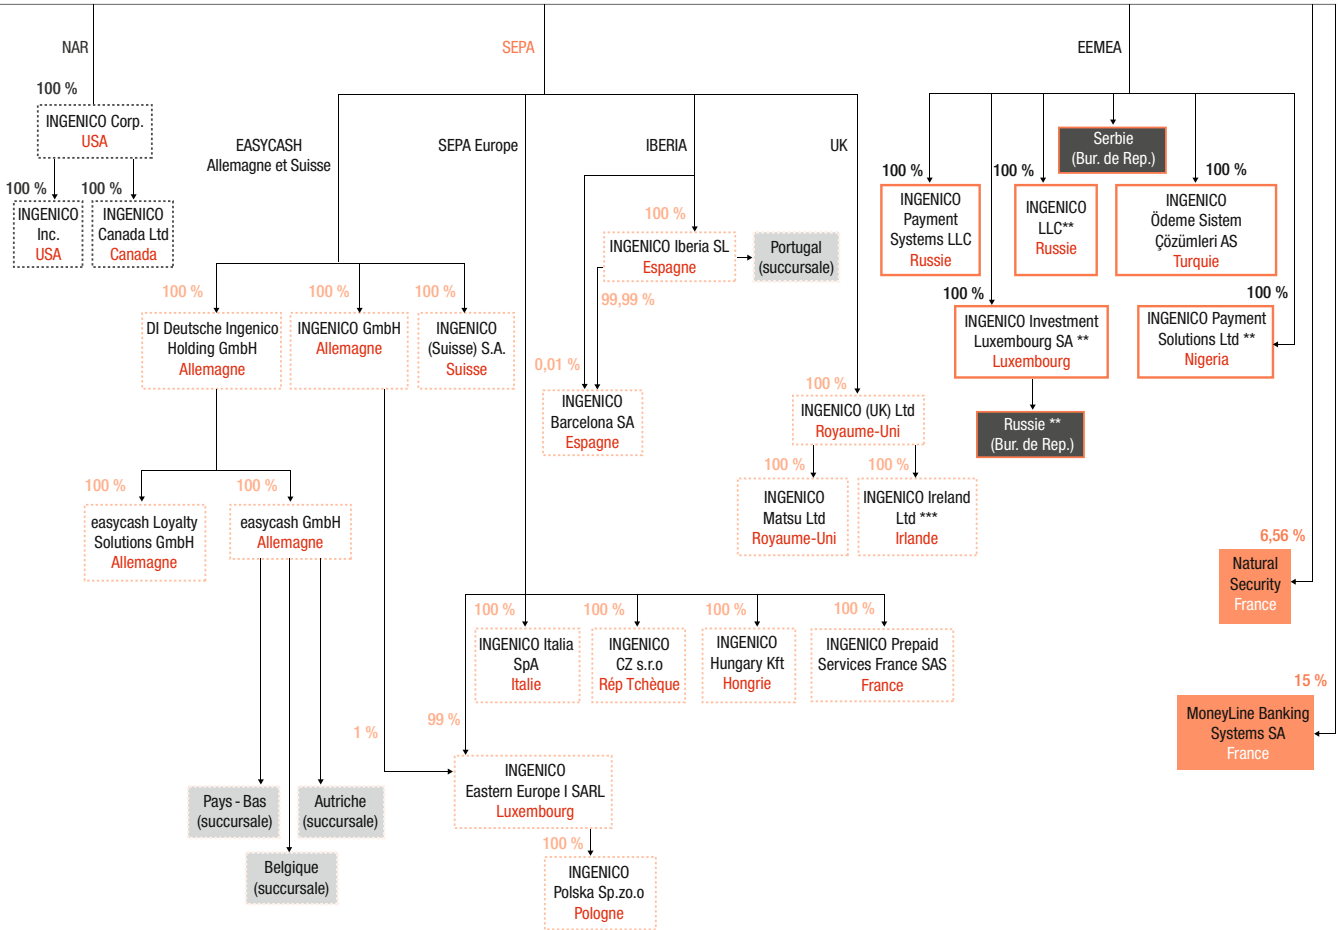 NAR
SEPA
EEMEA
100 %
INGENICO Corp.
USA
100 %
100 %
INGENICO
Inc.
USA
INGENICO
Canada Ltd
Canada
EASYCASH
Allemagne et Suisse
SEPA Europe
IBERIA
UK
100 %
DI Deutsche Ingenico
Holding GmbH
Allemagne
100 %
INGENICO GmbH
Allemagne
100 %
INGENICO
(Suisse) S.A.
Suisse
100 %
easycash Loyalty
Solutions GmbH
Allemagne
100 %
easycash GmbH
Allemagne
Pays - Bas
(succursale)
Autriche
(succursale)
Belgique
(succursale)
100 %
INGENICO Iberia SL
Espagne
Portugal
(succursale)
99,99 %
0,01 %
INGENICO
Barcelona SA
Espagne
100 %
INGENICO (UK) Ltd
Royaume-Uni
100 %
INGENICO
Matsu Ltd
Royaume-Uni
100 %
INGENICO Ireland
Ltd ***
Irlande
100 %
INGENICO Italia
SpA
Italie
100 %
INGENICO
CZ s.r.o
Rép Tchèque
100 %
INGENICO
Hungary Kft
Hongrie
100 %
INGENICO Prepaid
Services France SAS
France
1 %
99 %
INGENICO
Eastern Europe I SARL
Luxembourg
100 %
INGENICO
Polska Sp.zo.o
Pologne
Serbie
(Bur. de Rep.)
100 %
INGENICO
Payment
Systems LLC
Russie
100 %
INGENICO
LLC**
Russie
100 %
INGENICO
Ödeme Sistem
Çözümleri AS
Turquie
100 %
INGENICO Investment
Luxembourg SA **
Luxembourg
100 %
INGENICO Payment
Solutions Ltd **
Nigeria
Russie **
(Bur. de Rep.)
6,56 %
Natural
Security
France
15 %
MoneyLine Banking
Systems SA
France